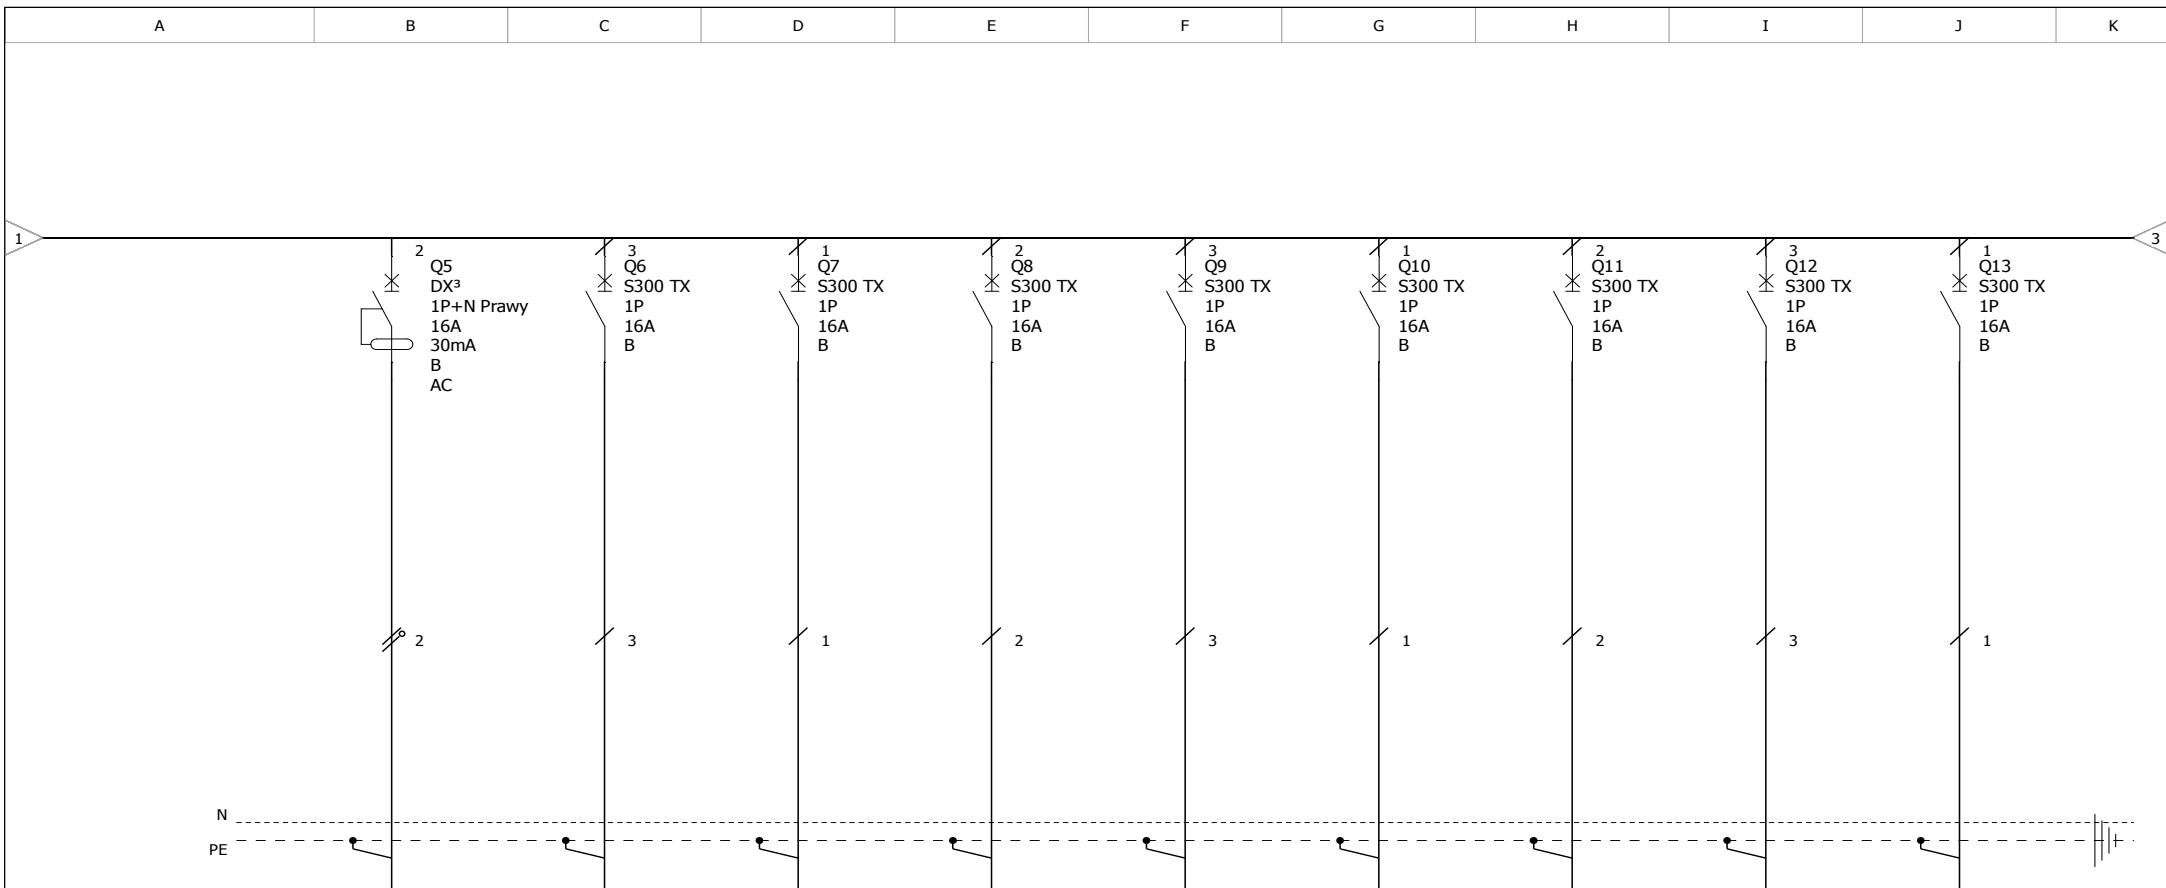 A B C D E F G H I J K
1 3
2 3 1 2 3 1 2 3 1
Q5 Q6 Q7 Q8 Q9 Q10 Q11 Q12 Q13
DX³ S300 TX S300 TX S300 TX S300 TX S300 TX S300 TX S300 TX S300 TX
1P+N Prawy 1P 1P 1P 1P 1P 1P 1P 1P
16A 16A 16A 16A 16A 16A 16A 16A 16A
30mA B B B B B B B B
B
AC
2 3 1 2 3 1 2 3 1
N
PE